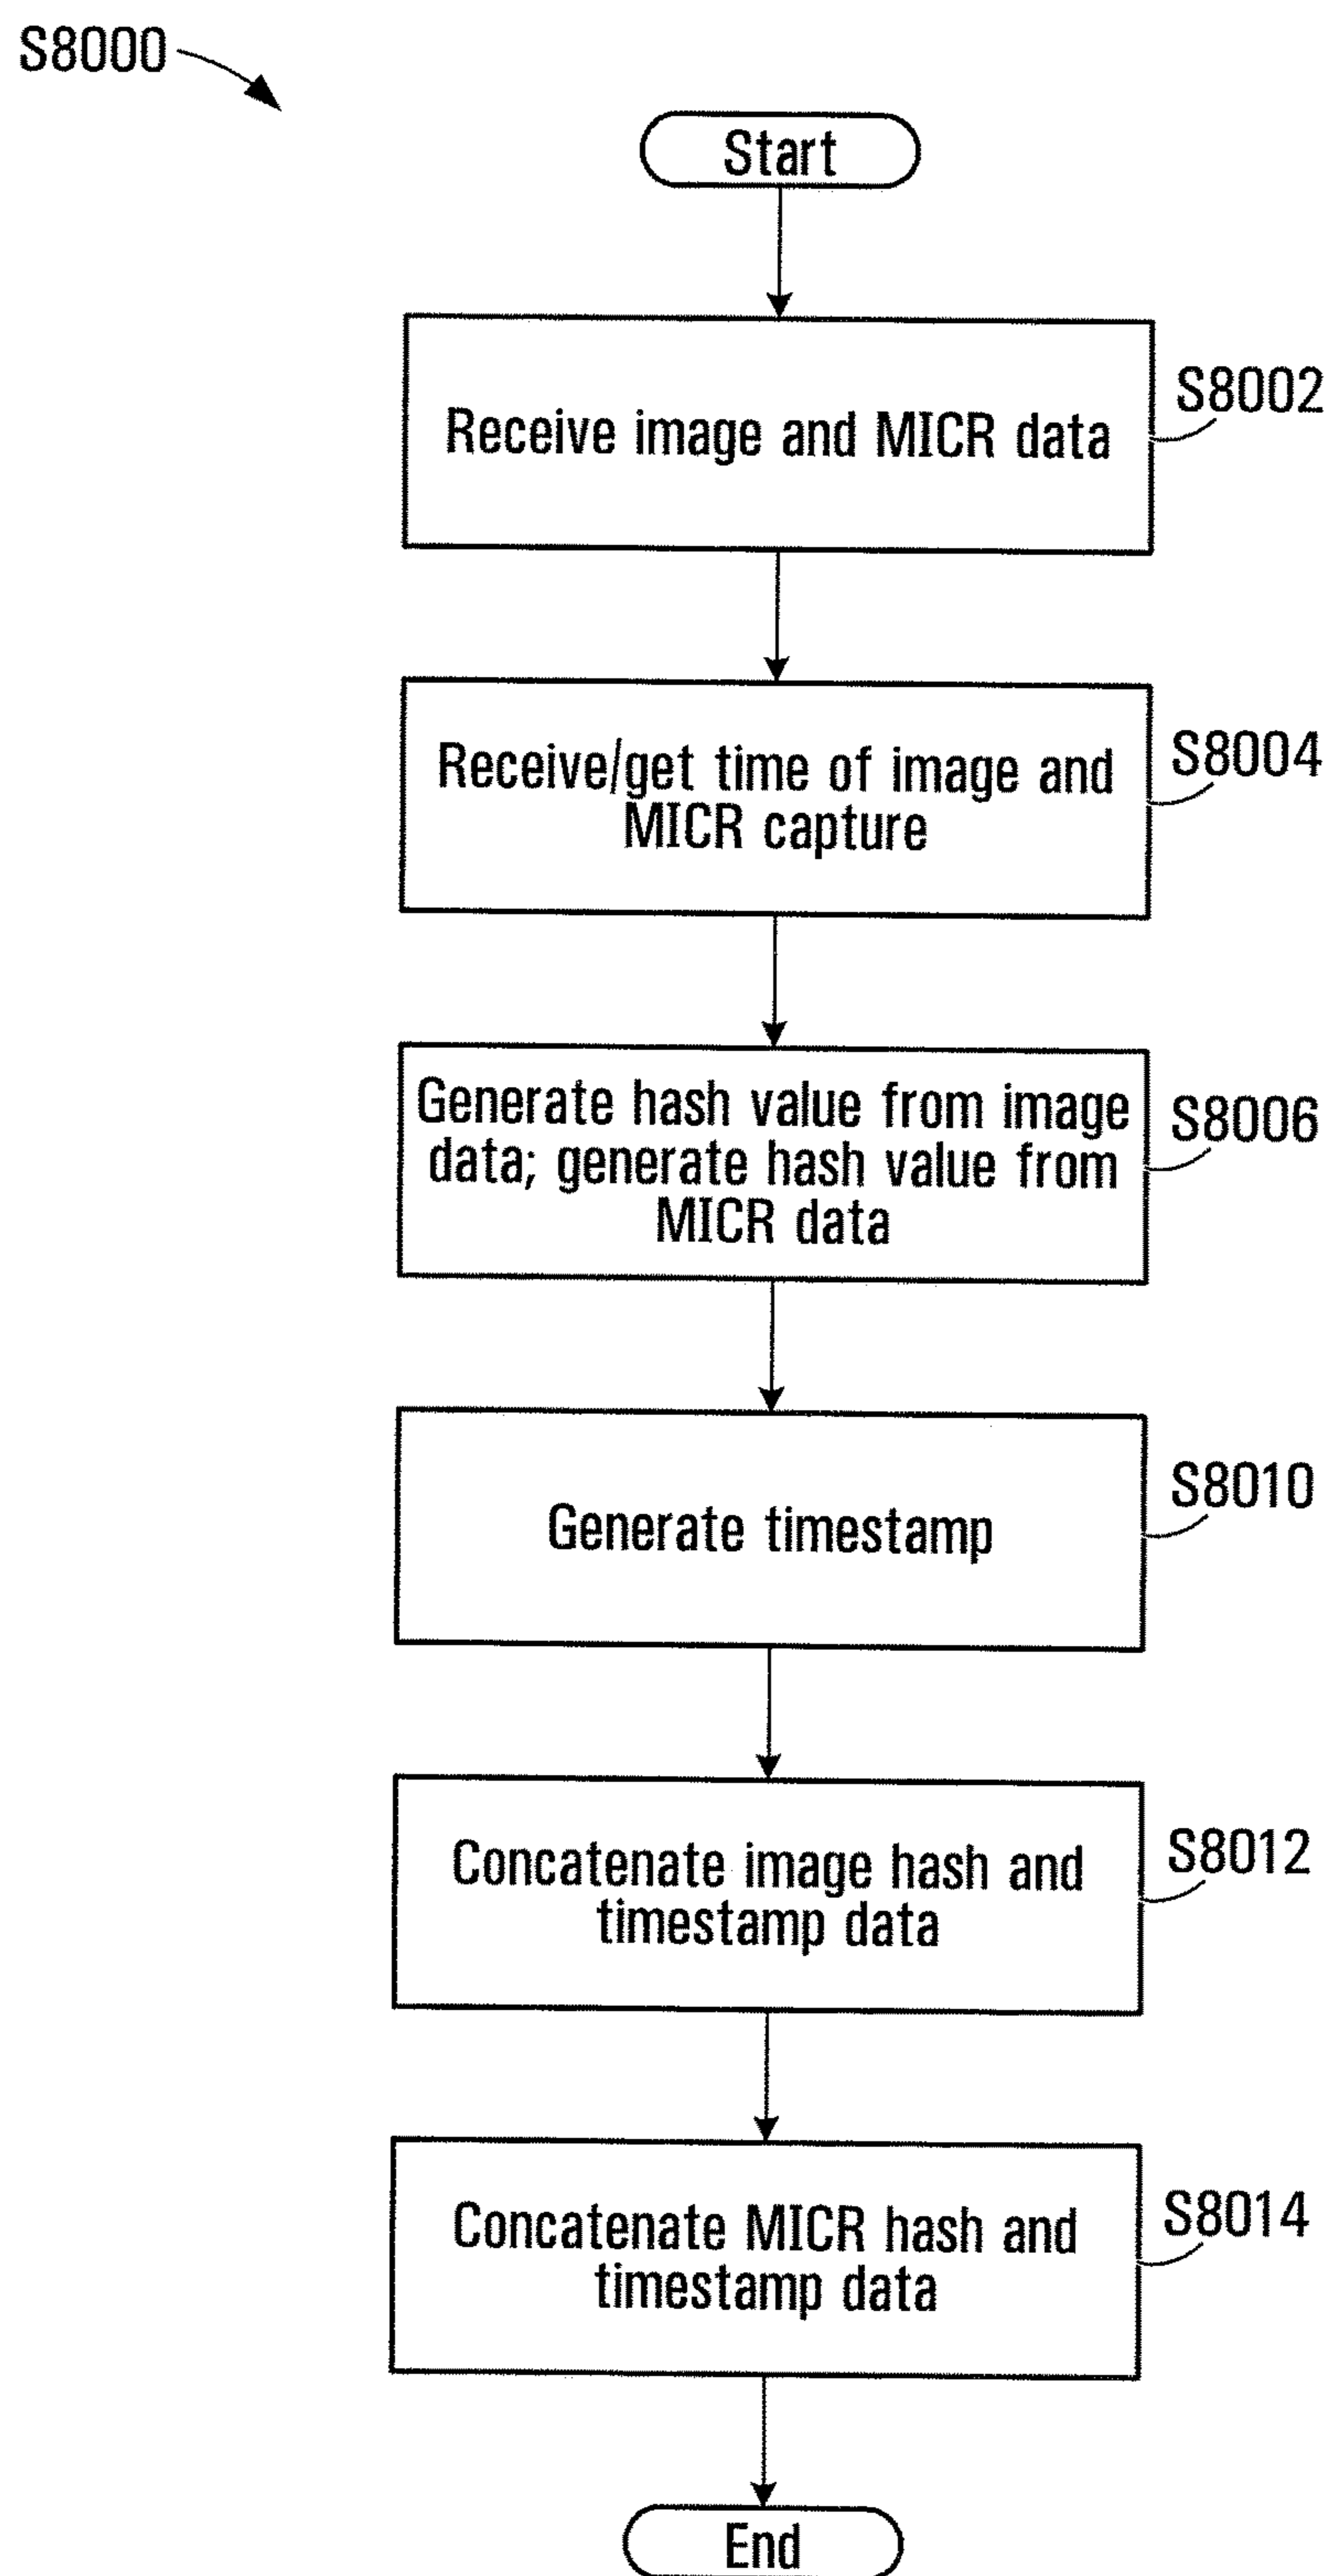 S8000
Start
Receive image and MICR data
S8002
Receive/get time of image and
MICR capture
S8004
Generate hash value from image
data; generate hash value from
MICR data
S8006
Generate timestamp
S8010
Concatenate image hash and
timestamp data
S8012
Concatenate MICR hash and
timestamp data
S8014
End